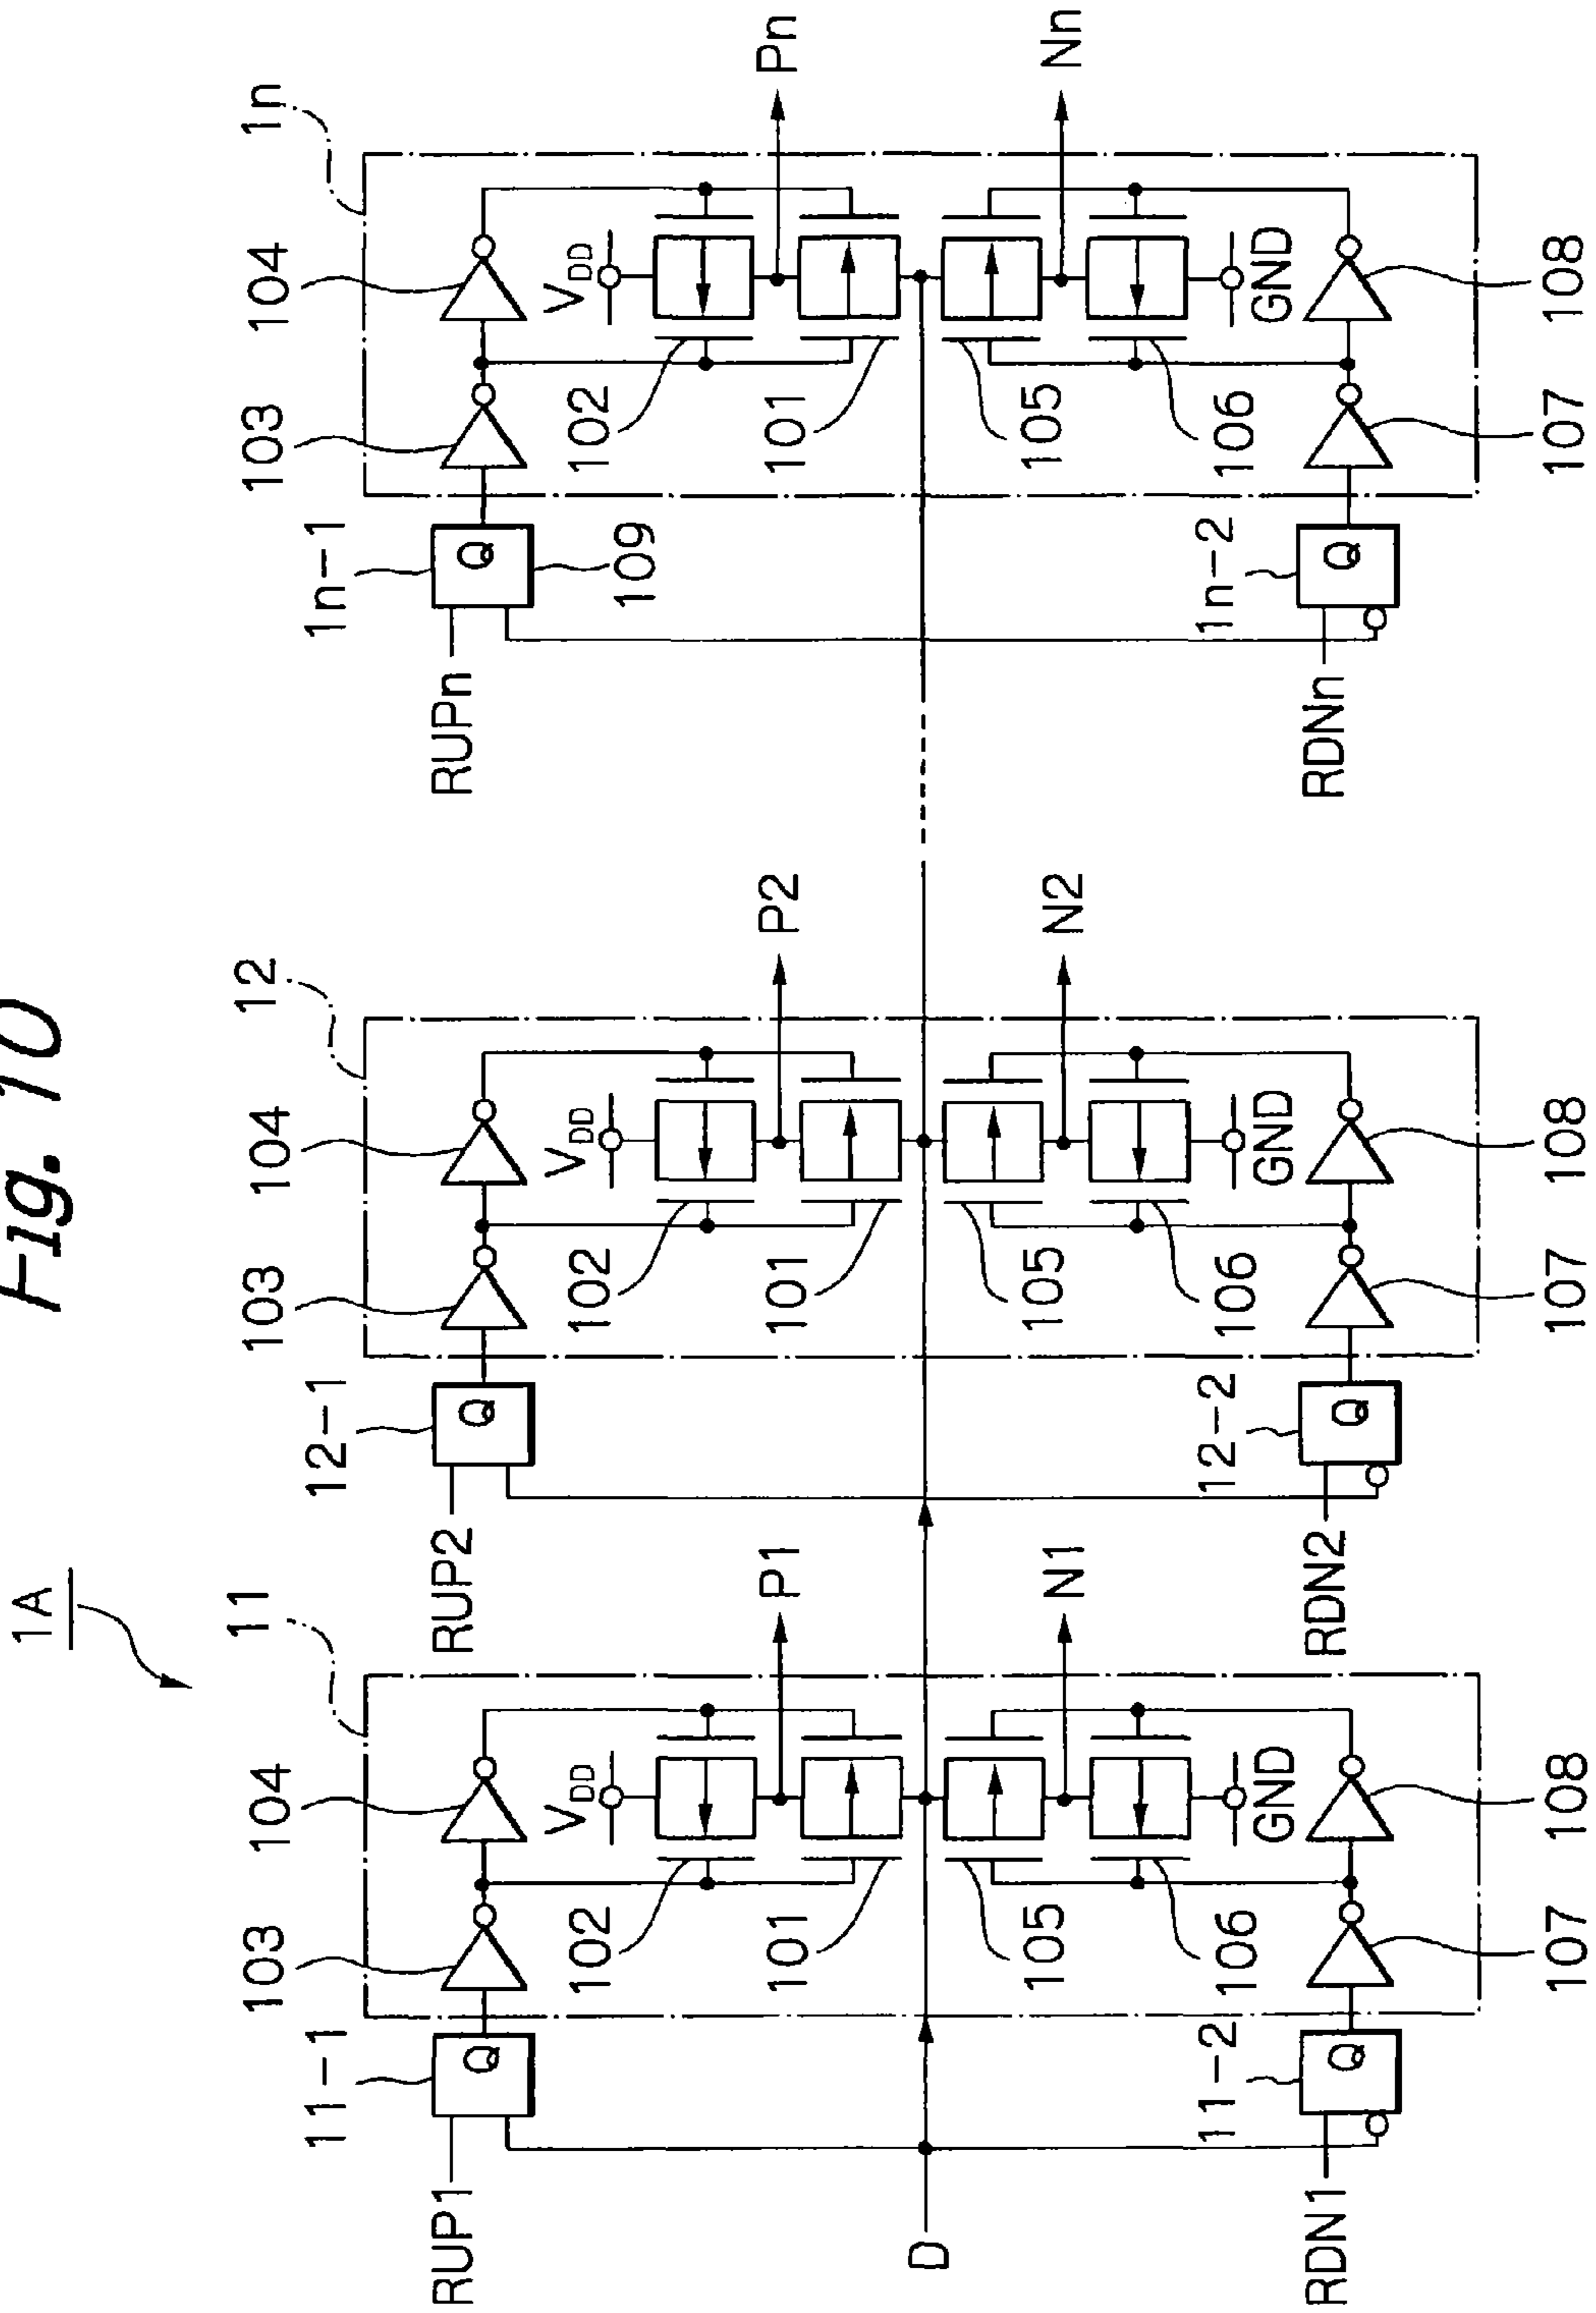 Fig. 10
1A
11
12
1n
103
104
103
104
103
104
11-1
12-1
1n-1
RUP1
Q
RUP2
Q
RUPn
Q
109
VDD
VDD
VDD
102
102
102
P1
P2
Pn
101
101
101
D
105
105
105
N1
N2
Nn
106
106
106
GND
GND
GND
11-2
12-2
1n-2
RDN1
Q
RDN2
Q
RDNn
Q
107
108
107
108
107
108